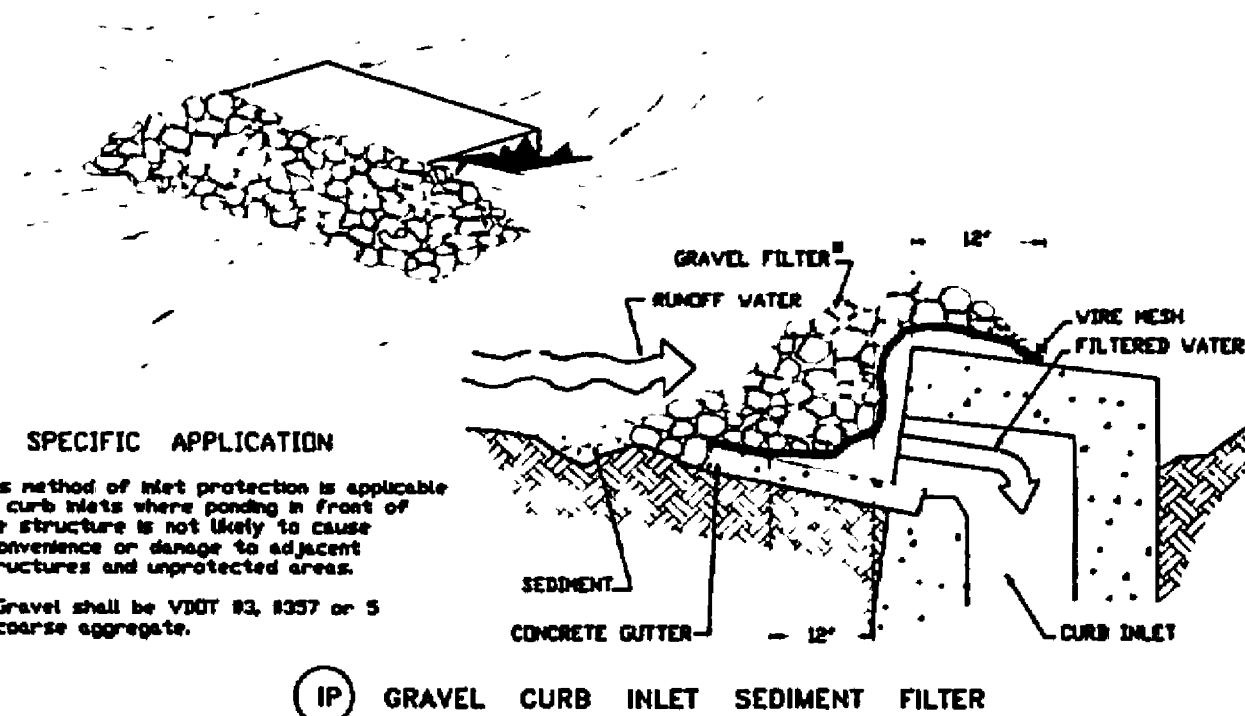 GRAVEL FILTER*
12"
RUNOFF WATER
WIRE MESH
FILTERED WATER
SPECIFIC APPLICATION
s method of inlet protection is applicable
curb inlets where ponding in front of
e structure is not likely to cause
onvenience or damage to adjacent
ructures and unprotected areas.
Gravel shall be VDOT #3, #357 or 5
coarse aggregate.
SEDIMENT
CONCRETE GUTTER
12"
CURB INLET
IP GRAVEL CURB INLET SEDIMENT FILTER